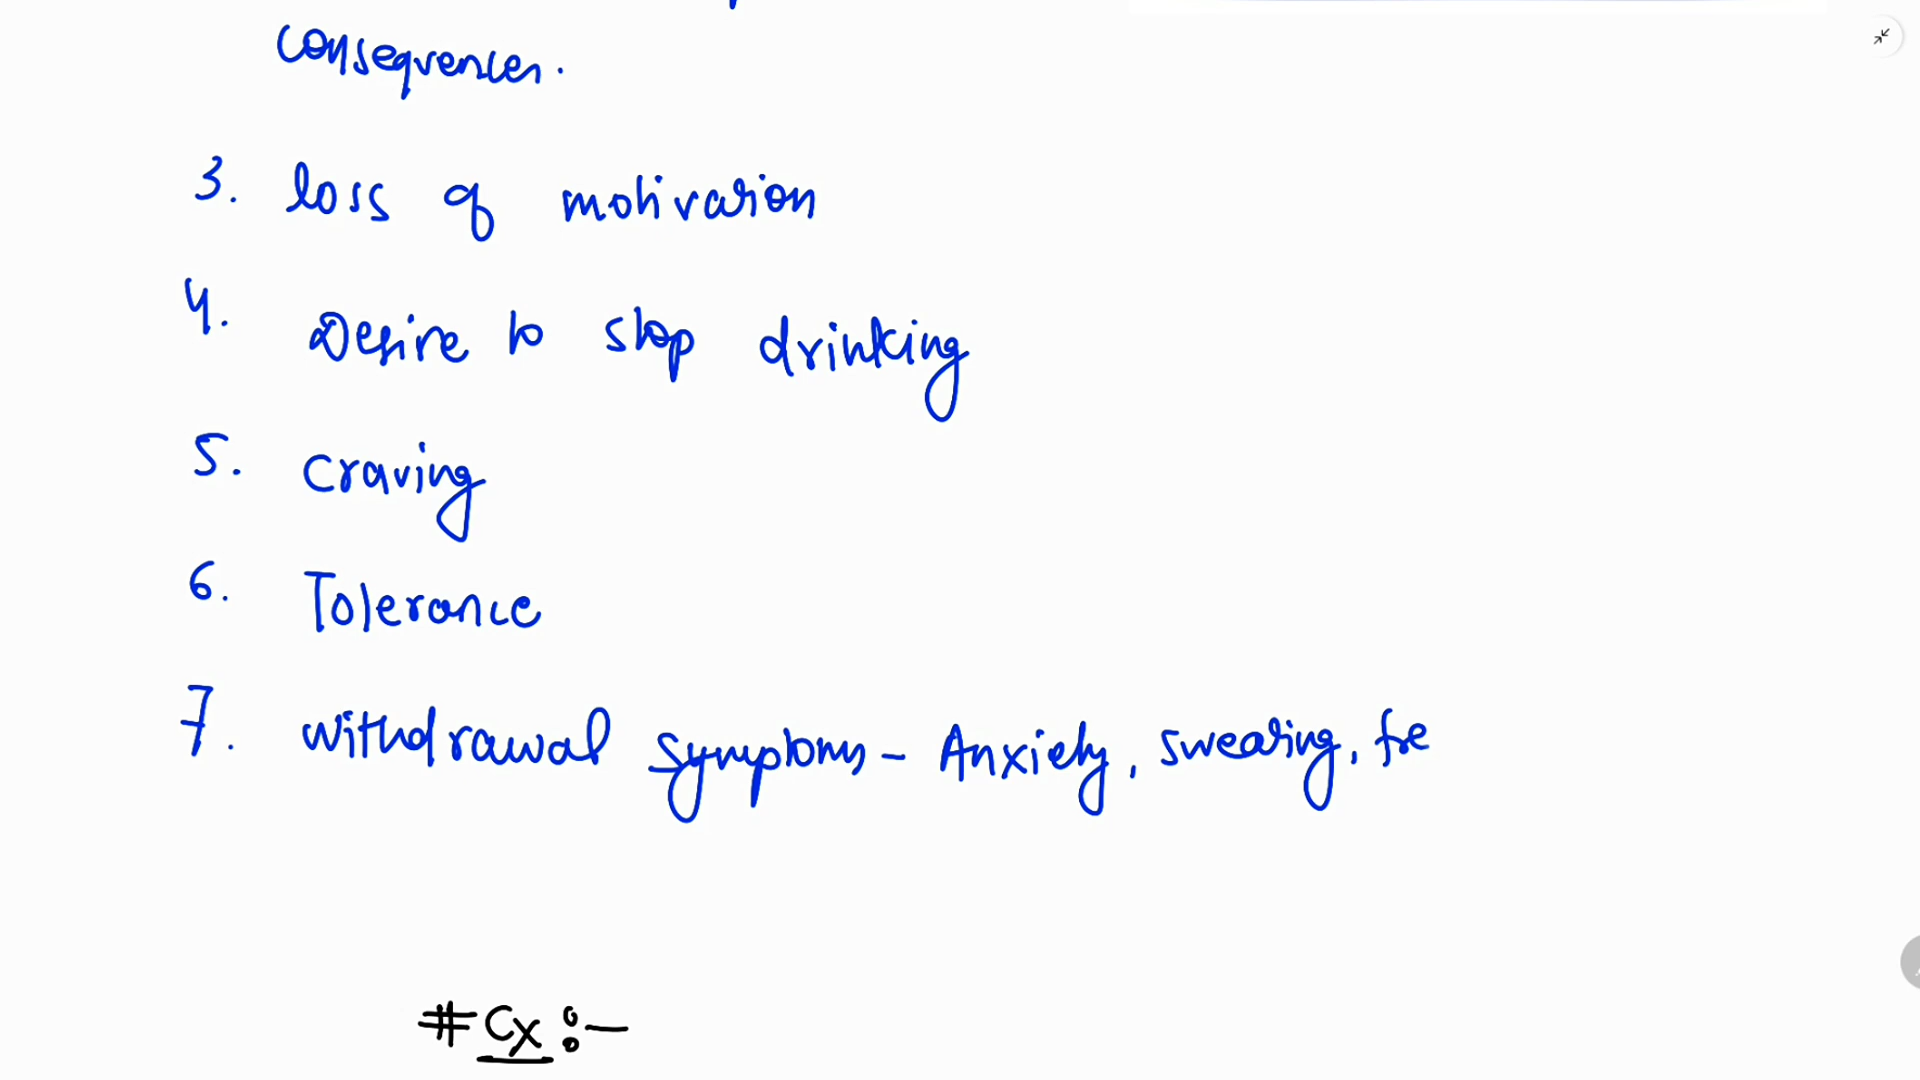 consequences.
3. loss of motivation
4. Desire to stop drinking
5. Craving
6. Tolerance
7. withdrawal symptoms - Anxiety, sweating, fre
# Cx :-